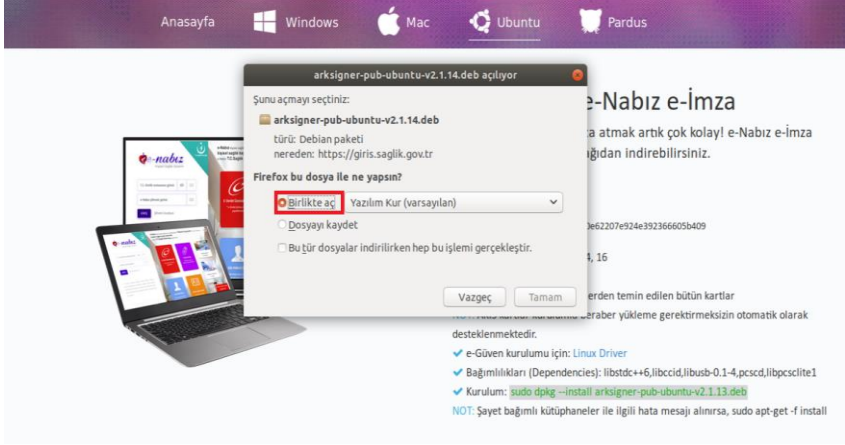 Anasayfa
Windows
Mac
Ubuntu
Pardus
arksigner-pub-ubuntu-v2.1.14.deb açılıyor
Şunu açmayı seçtiniz:
arksigner-pub-ubuntu-v2.1.14.deb
türü: Debian paketi
nereden: https://giris.saglik.gov.tr
Firefox bu dosya ile ne yapsın?
Birlikte aç
Yazılım Kur (varsayılan)
Dosyayı kaydet
Bu tür dosyalar indirilirken hep bu işlemi gerçekleştir.
Vazgeç
Tamam
e-Nabız e-İmza
a atmak artık çok kolay! e-Nabız e-İmza
ağıdan indirebilirsiniz.
e62207e924e392366605b409
4, 16
erden temin edilen bütün kartlar
beraber yükleme gerektirmeksizin otomatik olarak
desteklenmektedir.
e-Güven kurulumu için: Linux Driver
Bağımlılıkları (Dependencies): libstdc++6,libccid,libusb-0.1-4,pcscd,libpcsclite1
Kurulum: sudo dpkg --install arksigner-pub-ubuntu-v2.1.13.deb
NOT: Şayet bağımlı kütüphaneler ile ilgili hata mesajı alınırsa, sudo apt-get -f install
e-nabız
e-nabız